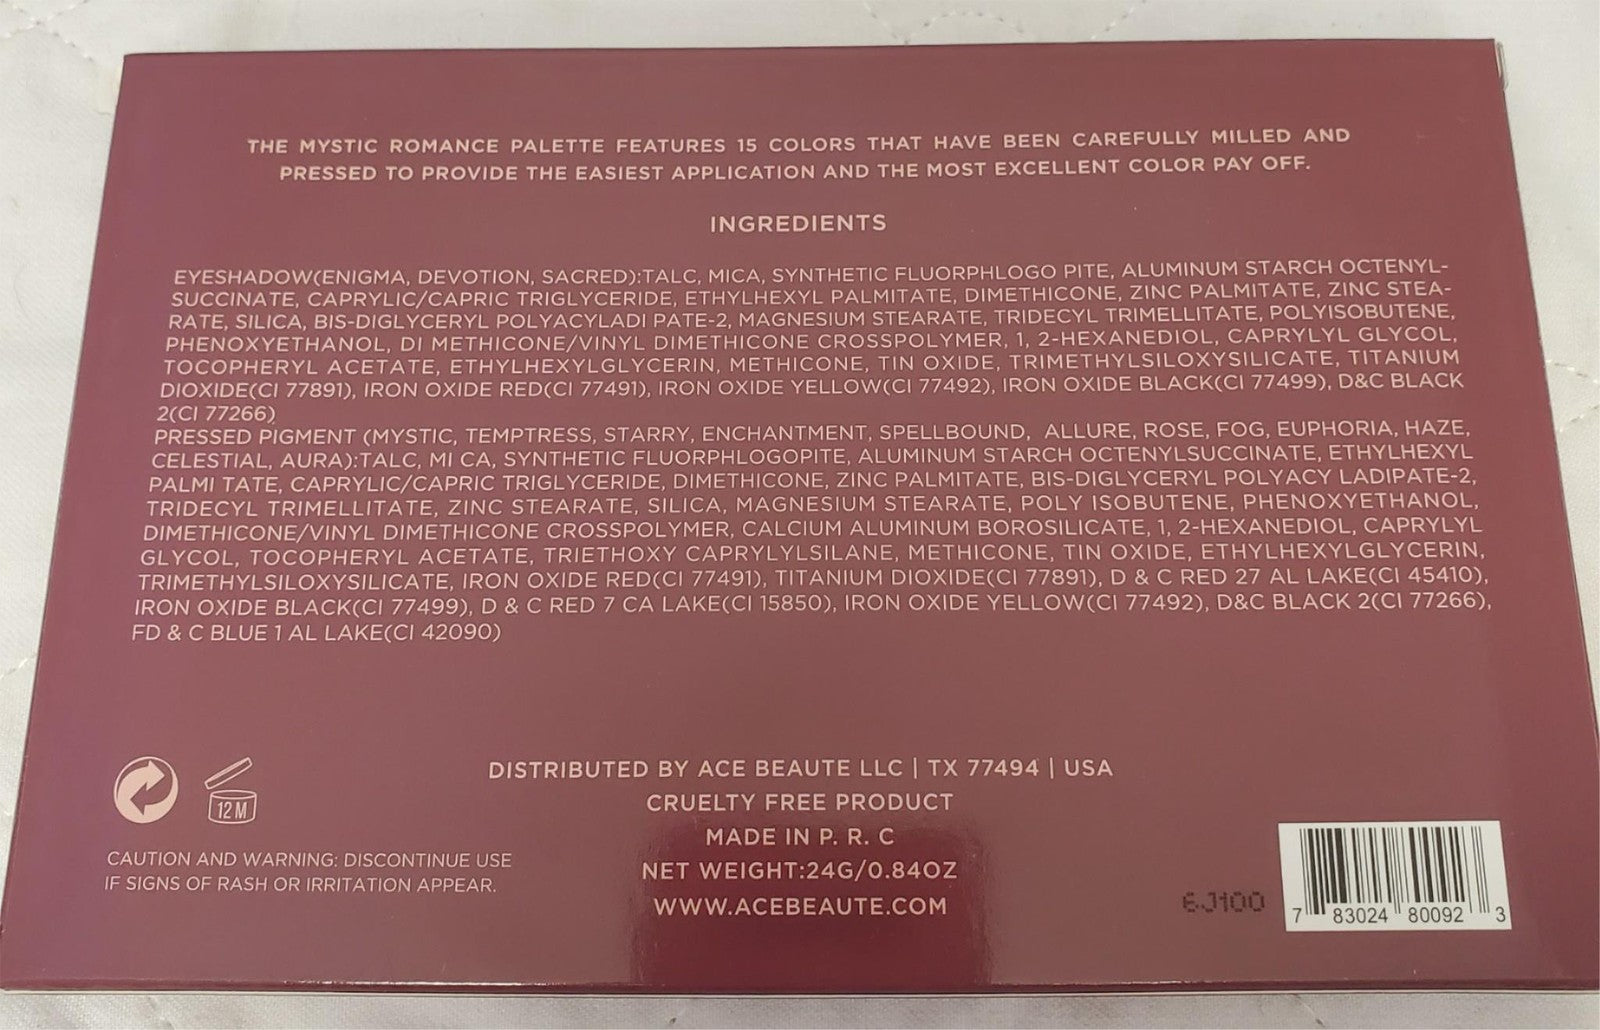 THE MYSTIC ROMANCE PALETTE FEATURES 15 COLORS THAT HAVE BEEN CAREFULLY MILLED AND
PRESSED TO PROVIDE THE EASIEST APPLICATION AND THE MOST EXCELLENT COLOR PAY OFF.
INGREDIENTS
EYESHADOW(ENIGMA, DEVOTION, SACRED):TALC, MICA, SYNTHETIC FLUORPHLOGO PITE, ALUMINUM STARCH OCTENYL-
SUCCINATE, CAPRYLIC/CAPRIC TRIGLYCERIDE, ETHYLHEXYL PALMITATE, DIMETHICONE, ZINC PALMITATE, ZINC STEA-
RATE, SILICA, BIS-DIGLYCERYL POLYACYLADI PATE-2, MAGNESIUM STEARATE, TRIDECYL TRIMELLITATE, POLYISOBUTENE,
PHENOXYETHANOL, DI METHICONE/VINYL DIMETHICONE CROSSPOLYMER, 1, 2-HEXANEDIOL, CAPRYLYL GLYCOL,
TOCOPHERYL ACETATE, ETHYLHEXYLGLYCERIN, METHICONE, TIN OXIDE, TRIMETHYLSILOXYSILICATE, TITANIUM
DIOXIDE(CI 77891), IRON OXIDE RED(CI 77491), IRON OXIDE YELLOW(CI 77492), IRON OXIDE BLACK(CI 77499), D&C BLACK
2(CI 77266)
PRESSED PIGMENT (MYSTIC, TEMPTRESS, STARRY, ENCHANTMENT, SPELLBOUND, ALLURE, ROSE, FOG, EUPHORIA, HAZE,
CELESTIAL, AURA):TALC, MI CA, SYNTHETIC FLUORPHLOGOPITE, ALUMINUM STARCH OCTENYLSUCCINATE, ETHYLHEXYL
PALMI TATE, CAPRYLIC/CAPRIC TRIGLYCERIDE, DIMETHICONE, ZINC PALMITATE, BIS-DIGLYCERYL POLYACY LADIPATE-2,
TRIDECYL TRIMELLITATE, ZINC STEARATE, SILICA, MAGNESIUM STEARATE, POLY ISOBUTENE, PHENOXYETHANOL,
DIMETHICONE/VINYL DIMETHICONE CROSSPOLYMER, CALCIUM ALUMINUM BOROSILICATE, 1, 2-HEXANEDIOL, CAPRYLYL
GLYCOL, TOCOPHERYL ACETATE, TRIETHOXY CAPRYLYLSILANE, METHICONE, TIN OXIDE, ETHYLHEXYLGLYCERIN,
TRIMETHYLSILOXYSILICATE, IRON OXIDE RED(CI 77491), TITANIUM DIOXIDE(CI 77891), D & C RED 27 AL LAKE(CI 45410),
IRON OXIDE BLACK(CI 77499), D & C RED 7 CA LAKE(CI 15850), IRON OXIDE YELLOW(CI 77492), D&C BLACK 2(CI 77266),
FD & C BLUE 1 AL LAKE(CI 42090)
12 M
CAUTION AND WARNING: DISCONTINUE USE
IF SIGNS OF RASH OR IRRITATION APPEAR.
DISTRIBUTED BY ACE BEAUTE LLC | TX 77494 | USA
CRUELTY FREE PRODUCT
MADE IN P. R. C
NET WEIGHT:24G/0.84OZ
WWW.ACEBEAUTE.COM
6J100
7 83024 80092 3